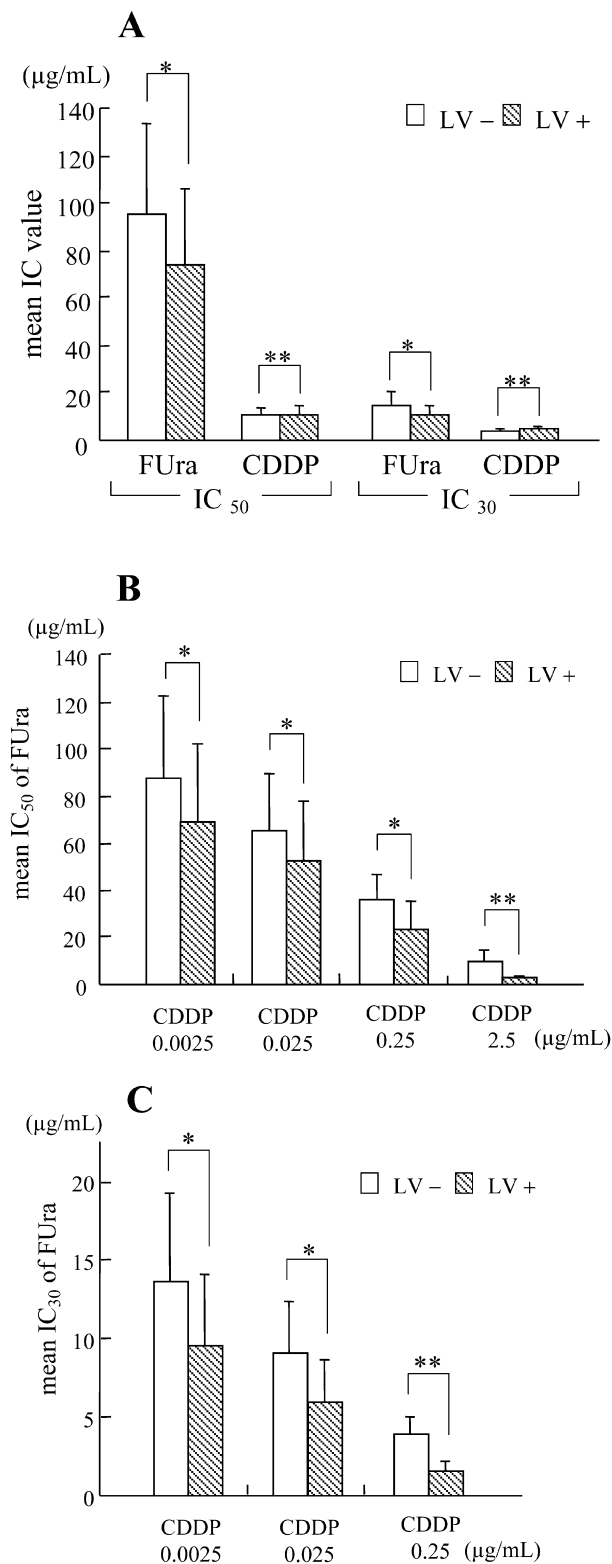 A
(µg/mL)
mean IC value
140
120
100
80
60
40
20
0
LV – LV +
*
**
*
**
FUra CDDP FUra CDDP
IC 50 IC 30
B
(µg/mL)
mean IC50 of FUra
140
120
100
80
60
40
20
0
LV – LV +
*
*
*
**
CDDP CDDP CDDP CDDP
0.0025 0.025 0.25 2.5 (µg/mL)
C
(µg/mL)
mean IC30 of FUra
20
15
10
5
0
LV – LV +
*
*
**
CDDP CDDP CDDP
0.0025 0.025 0.25 (µg/mL)